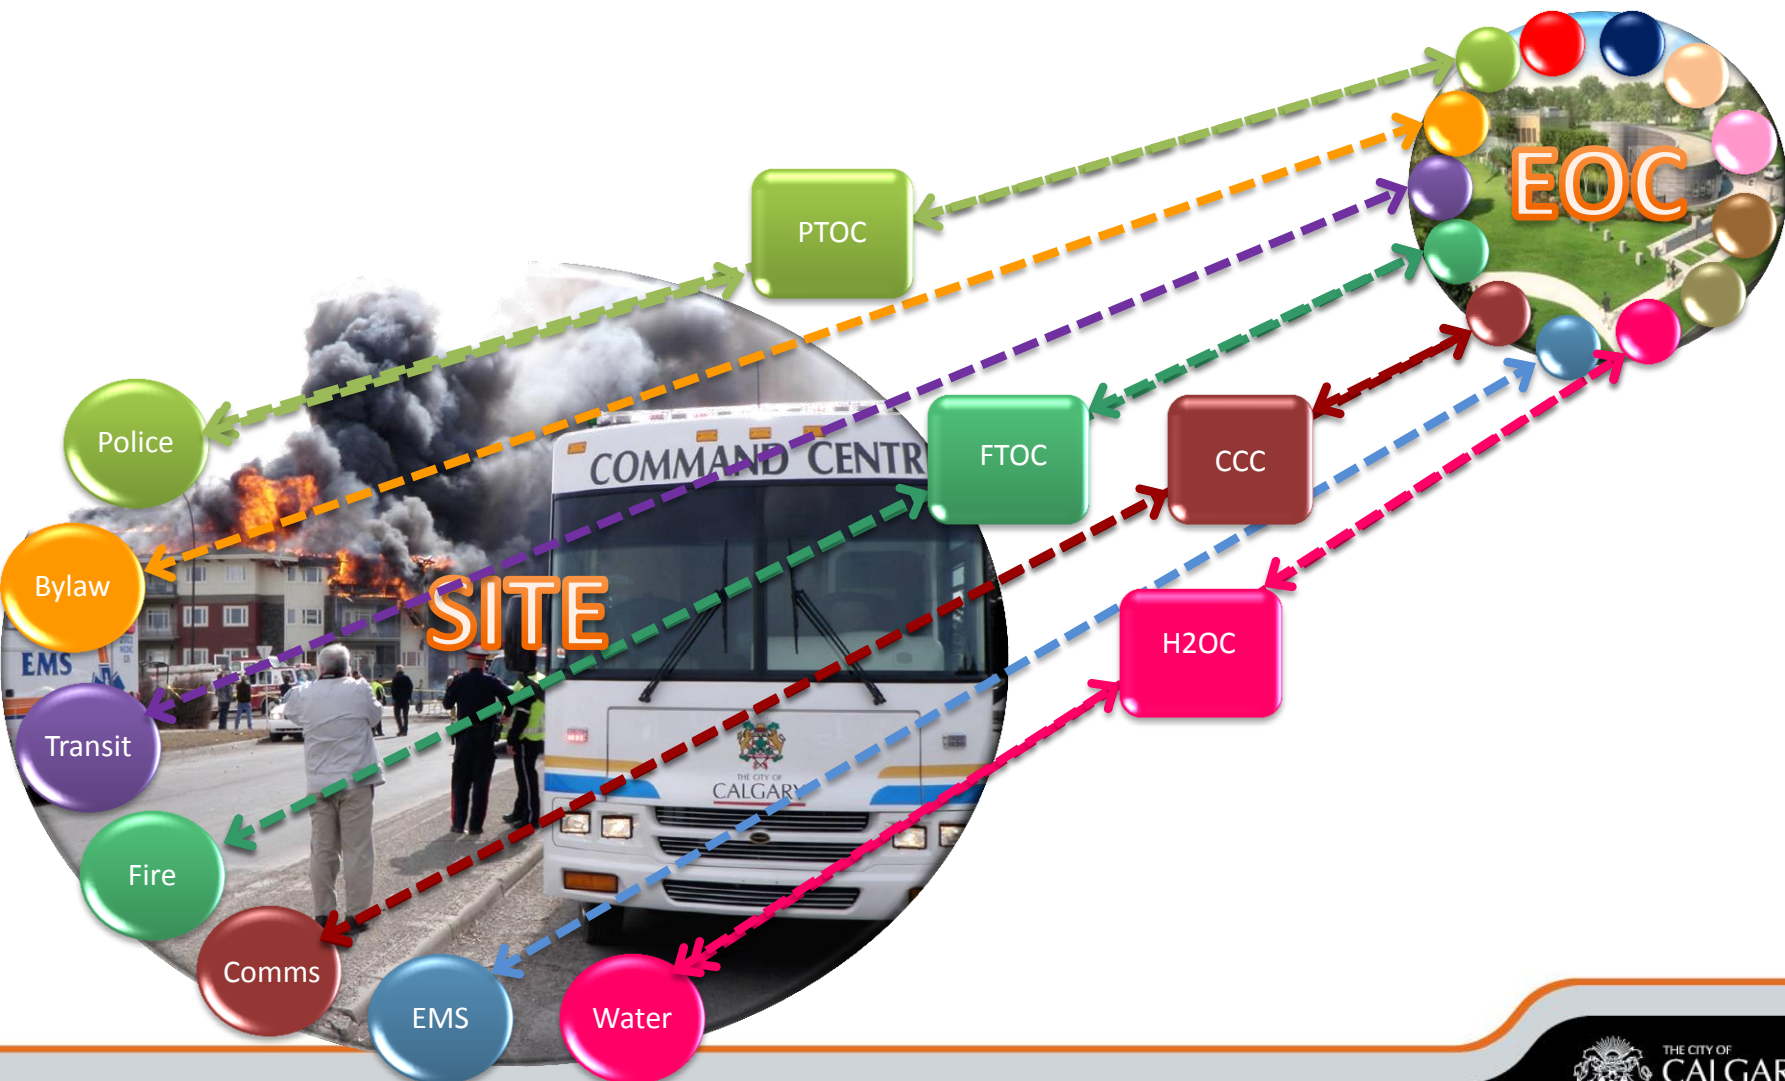 EOC
PTOC
Police
COMMAND CENTR
FTOC
CCC
Bylaw
SITE
H2OC
EMS
Transit
THE CITY OF
CALGARY
Fire
Comms
EMS
Water
THE CITY OF
CALGAR